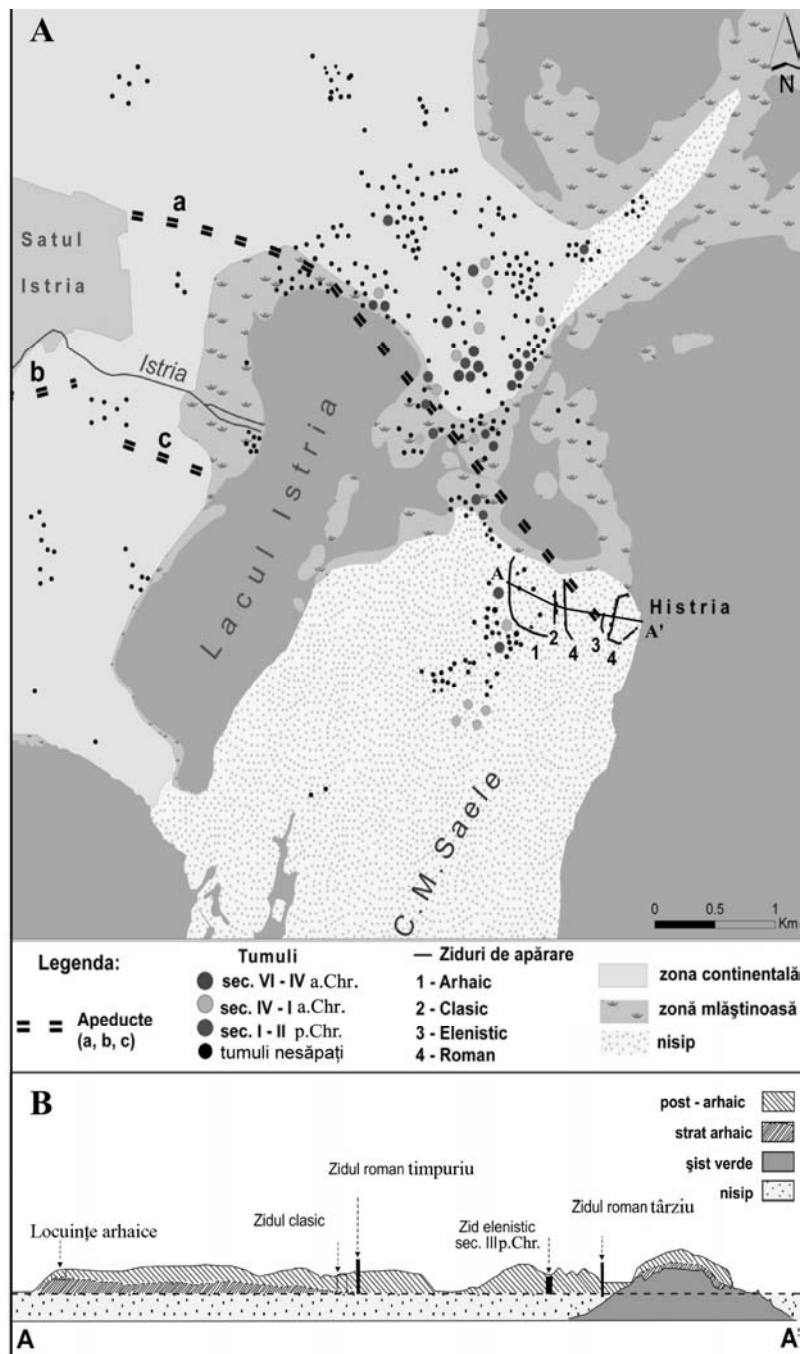 A
N
a
Satul
Istria
Istria
b
c
Lacul Istria
A
Histria
A'
1
2
4
3
4
C. M. Saele
0 0.5 1
Km
Legenda:
Apeducte
(a, b, c)
Tumuli
sec. VI - IV a.Chr.
sec. IV - I a.Chr.
sec. I - II p.Chr.
tumuli nesăpați
Ziduri de apărare
1 - Arhaic
2 - Clasic
3 - Elenistic
4 - Roman
zona continentală
zonă mlăștinoasă
nisip
B
post - arhaic
strat arhaic
șist verde
nisip
Zidul roman timpuriu
Locuințe arhaice
Zidul clasic
Zid elenistic
sec. III p.Chr.
Zidul roman târziu
A
A'